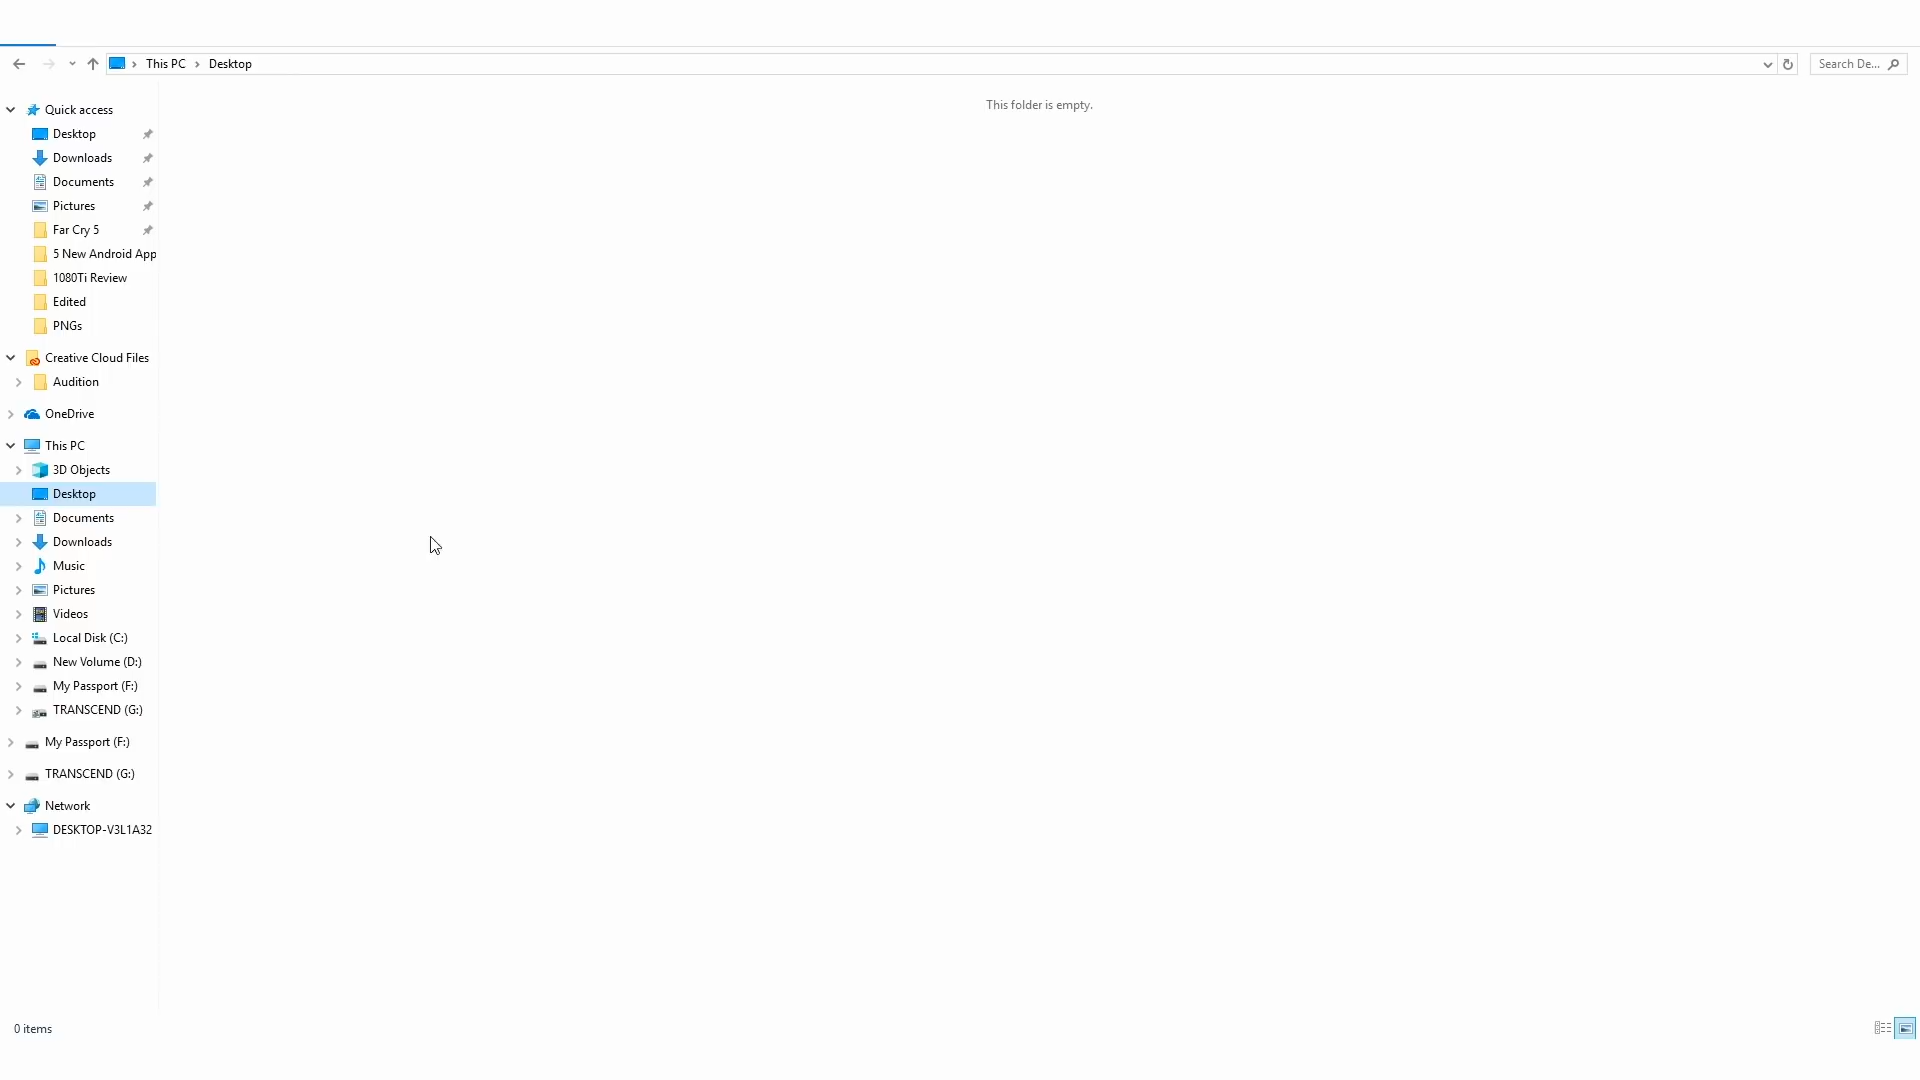 This PC
Desktop
Search De...
This folder is empty.
Quick access
Desktop
Downloads
Documents
Pictures
Far Cry 5
5 New Android App
1080Ti Review
Edited
PNGs
Creative Cloud Files
Audition
OneDrive
This PC
3D Objects
Desktop
Documents
Downloads
Music
Pictures
Videos
Local Disk (C:)
New Volume (D:)
My Passport (F:)
TRANSCEND (G:)
My Passport (F:)
TRANSCEND (G:)
Network
DESKTOP-V3L1A32
0 items